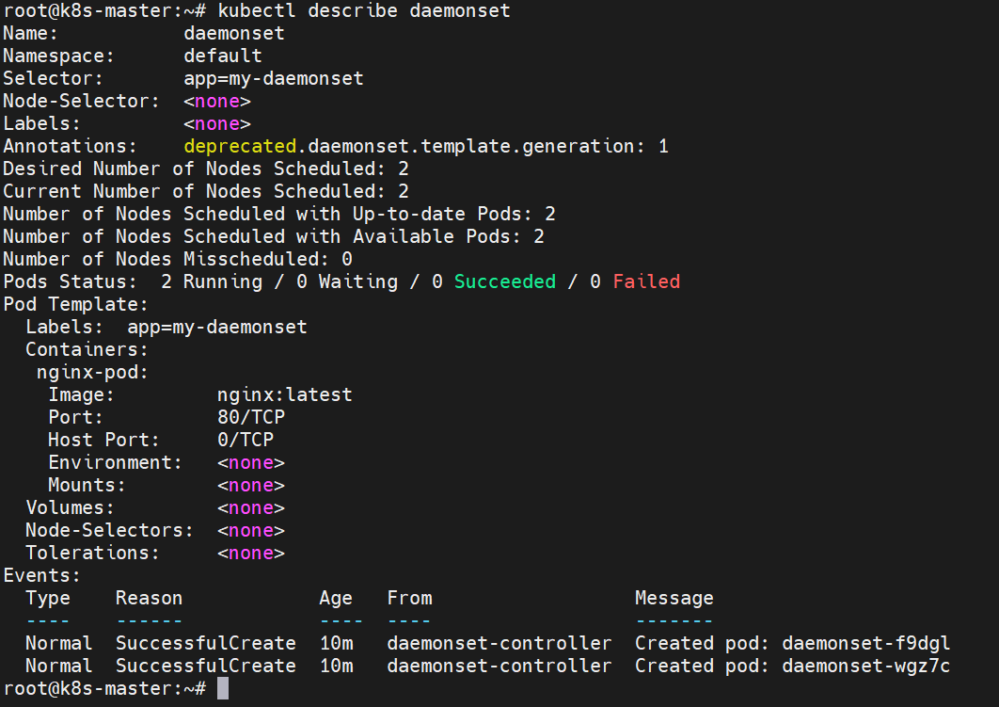 root@k8s-master:~# kubectl describe daemonset
Name:           daemonset
Namespace:      default
Selector:       app=my-daemonset
Node-Selector:  <none>
Labels:         <none>
Annotations:    deprecated.daemonset.template.generation: 1
Desired Number of Nodes Scheduled: 2
Current Number of Nodes Scheduled: 2
Number of Nodes Scheduled with Up-to-date Pods: 2
Number of Nodes Scheduled with Available Pods: 2
Number of Nodes Misscheduled: 0
Pods Status:  2 Running / 0 Waiting / 0 Succeeded / 0 Failed
Pod Template:
  Labels:  app=my-daemonset
  Containers:
   nginx-pod:
    Image:         nginx:latest
    Port:          80/TCP
    Host Port:     0/TCP
    Environment:   <none>
    Mounts:        <none>
  Volumes:         <none>
  Node-Selectors:  <none>
  Tolerations:     <none>
Events:
  Type    Reason            Age   From                  Message
  ----    ------            ----  ----                  -------
  Normal  SuccessfulCreate  10m   daemonset-controller  Created pod: daemonset-f9dgl
  Normal  SuccessfulCreate  10m   daemonset-controller  Created pod: daemonset-wgz7c
root@k8s-master:~#